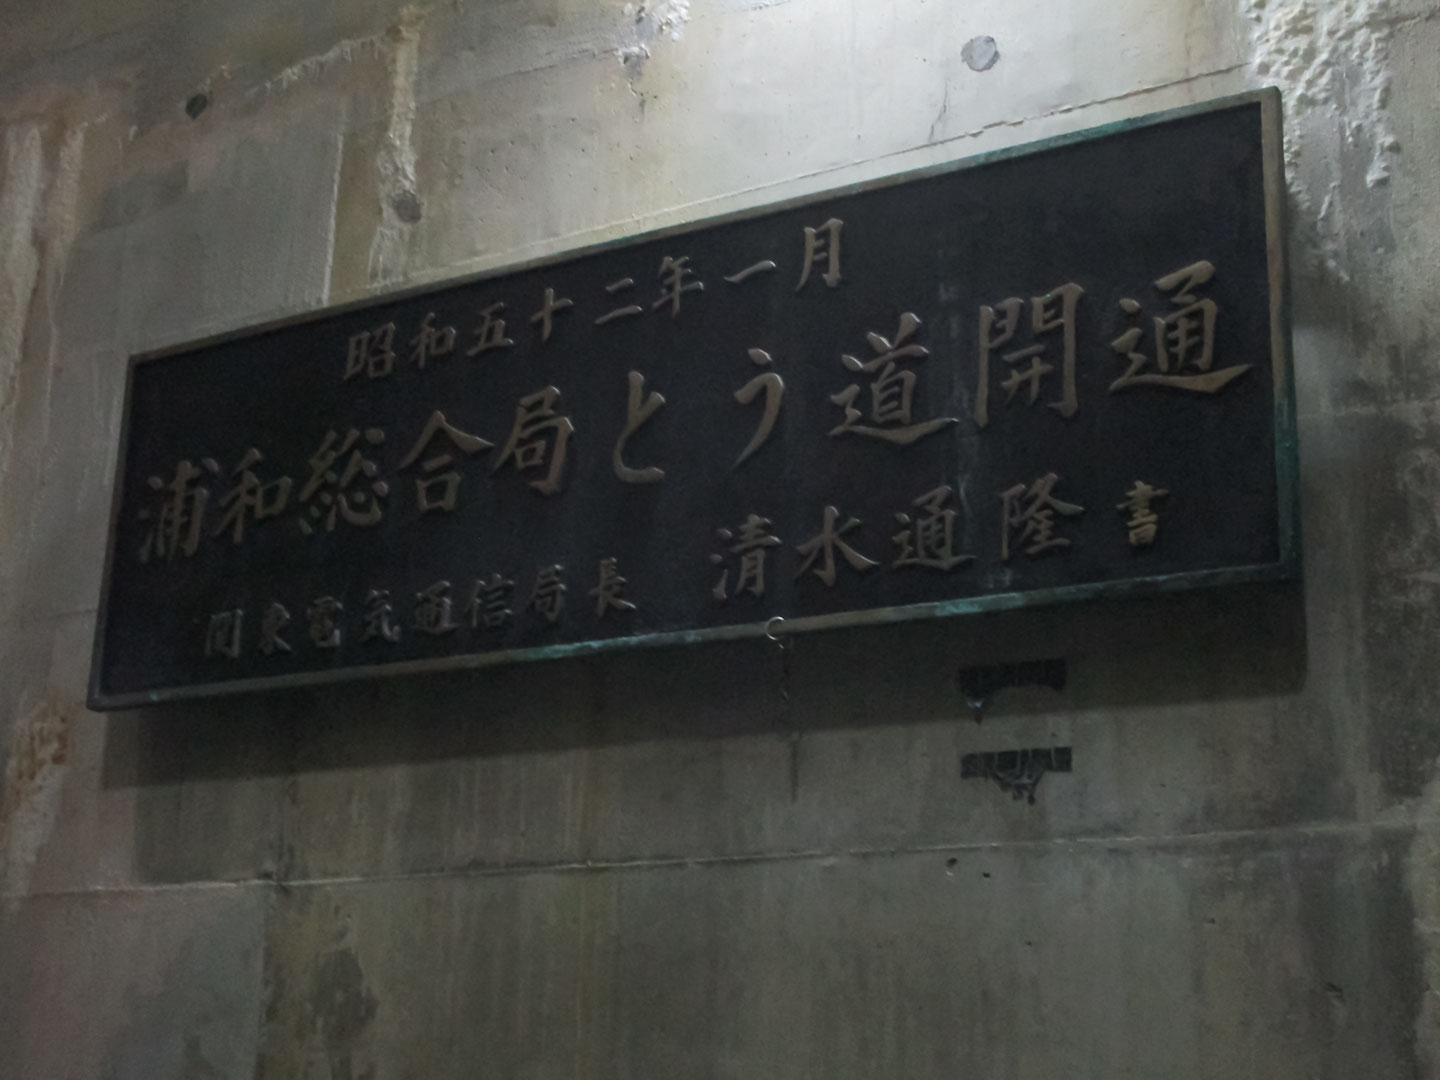 昭和五十二年一月
浦和総合局とう道開通
関東電気通信局長 清水通隆書